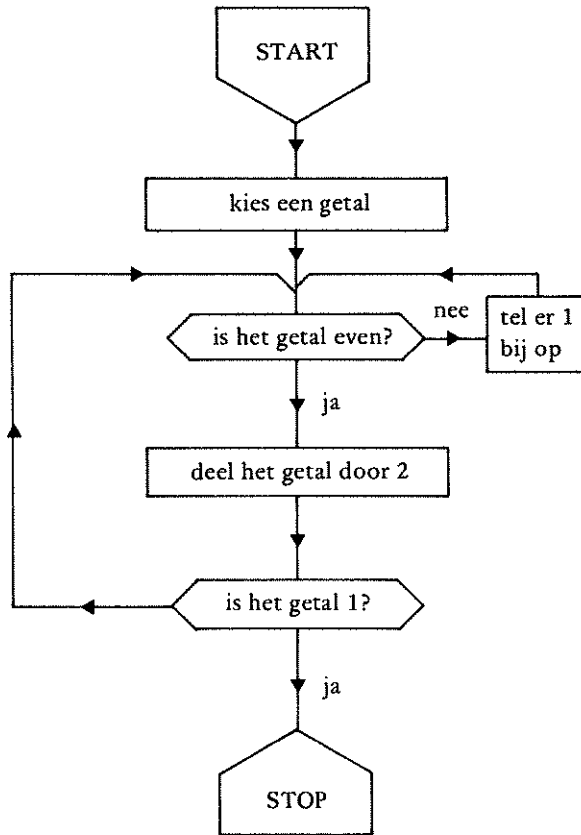 START
kies een getal
is het getal even?
nee
tel er 1
bij op
ja
deel het getal door 2
is het getal 1?
ja
STOP